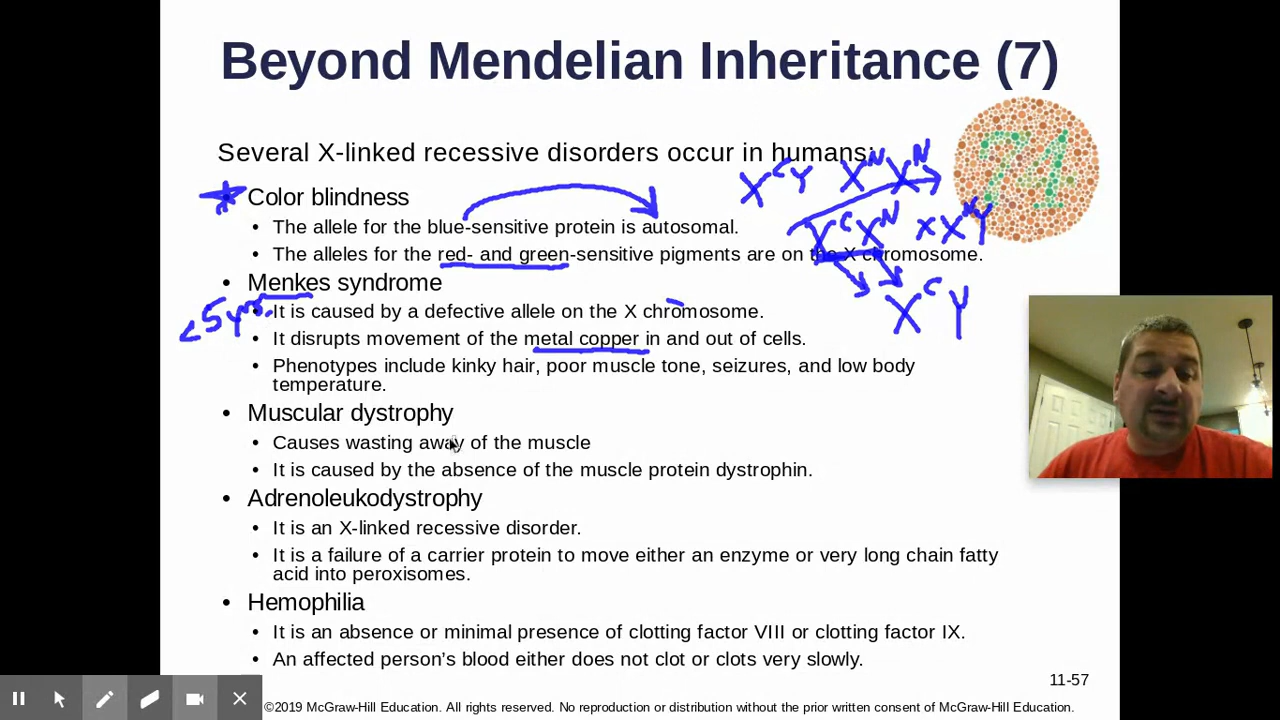 Beyond Mendelian Inheritance (7)
Several X-linked recessive disorders occur in humans:
74
X^C Y X^N X^N
• Color blindness
• The allele for the blue-sensitive protein is autosomal.
X^C X^N X X^N Y
• The alleles for the red- and green-sensitive pigments are on the X chromosome.
• Menkes syndrome
<5yrs.
• It is caused by a defective allele on the X chromosome.
X^C Y
• It disrupts movement of the metal copper in and out of cells.
• Phenotypes include kinky hair, poor muscle tone, seizures, and low body
temperature.
• Muscular dystrophy
• Causes wasting away of the muscle
• It is caused by the absence of the muscle protein dystrophin.
• Adrenoleukodystrophy
• It is an X-linked recessive disorder.
• It is a failure of a carrier protein to move either an enzyme or very long chain fatty
acid into peroxisomes.
• Hemophilia
• It is an absence or minimal presence of clotting factor VIII or clotting factor IX.
• An affected person's blood either does not clot or clots very slowly.
11-57
©2019 McGraw-Hill Education. All rights reserved. No reproduction or distribution without the prior written consent of McGraw-Hill Education.